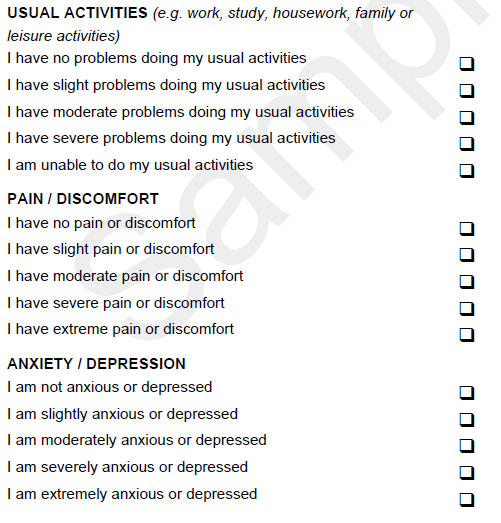 USUAL ACTIVITIES (e.g. work, study, housework, family or
leisure activities)
I have no problems doing my usual activities
I have slight problems doing my usual activities
I have moderate problems doing my usual activities
I have severe problems doing my usual activities
I am unable to do my usual activities
PAIN / DISCOMFORT
I have no pain or discomfort
I have slight pain or discomfort
I have moderate pain or discomfort
I have severe pain or discomfort
I have extreme pain or discomfort
ANXIETY / DEPRESSION
I am not anxious or depressed
I am slightly anxious or depressed
I am moderately anxious or depressed
I am severely anxious or depressed
I am extremely anxious or depressed
Sampl